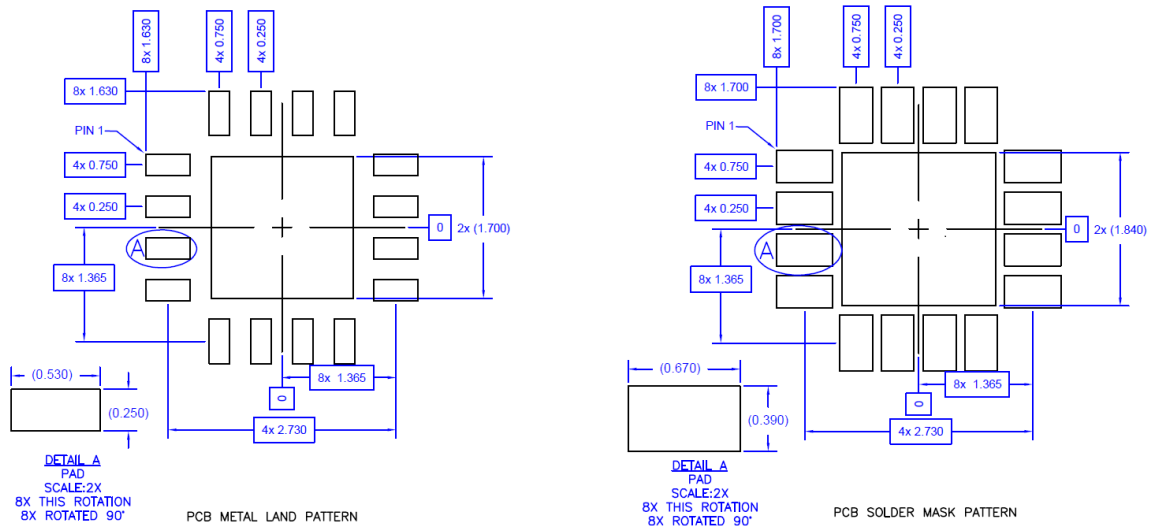 8x 1.630
4x 0.750
4x 0.250
8x 1.630
PIN 1
4x 0.750
4x 0.250
A
8x 1.365
0
2x (1.700)
8x 1.365
0
4x 2.730
(0.530)
(0.250)
DETAIL A
PAD
SCALE:2X
8X THIS ROTATION
8X ROTATED 90°
PCB METAL LAND PATTERN
8x 1.700
4x 0.750
4x 0.250
8x 1.700
PIN 1
4x 0.750
4x 0.250
A
8x 1.365
0
2x (1.840)
8x 1.365
0
4x 2.730
(0.670)
(0.390)
DETAIL A
PAD
SCALE:2X
8X THIS ROTATION
8X ROTATED 90°
PCB SOLDER MASK PATTERN